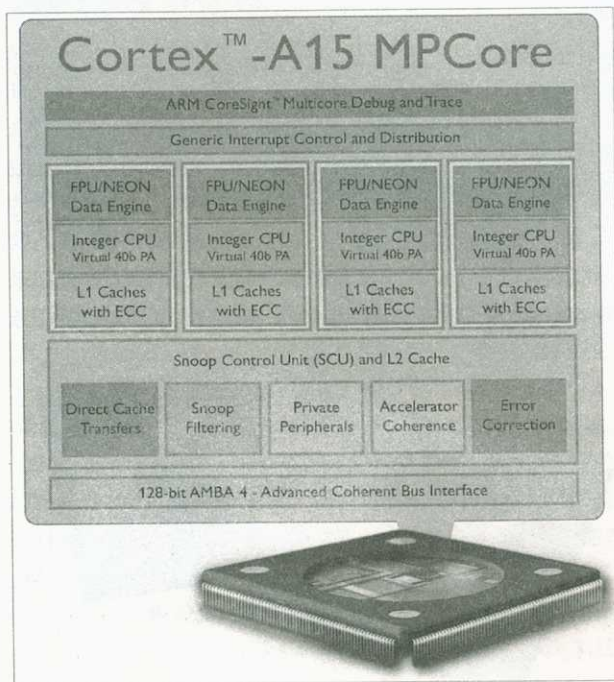 Cortex™-A15 MPCore
ARM CoreSight™ Multicore Debug and Trace
Generic Interrupt Control and Distribution
FPU/NEON
Data Engine
Integer CPU
Virtual 40b PA
L1 Caches
with ECC
FPU/NEON
Data Engine
Integer CPU
Virtual 40b PA
L1 Caches
with ECC
FPU/NEON
Data Engine
Integer CPU
Virtual 40b PA
L1 Caches
with ECC
FPU/NEON
Data Engine
Integer CPU
Virtual 40b PA
L1 Caches
with ECC
Snoop Control Unit (SCU) and L2 Cache
Direct Cache
Transfers
Snoop
Filtering
Private
Peripherals
Accelerator
Coherence
Error
Correction
128-bit AMBA 4 - Advanced Coherent Bus Interface